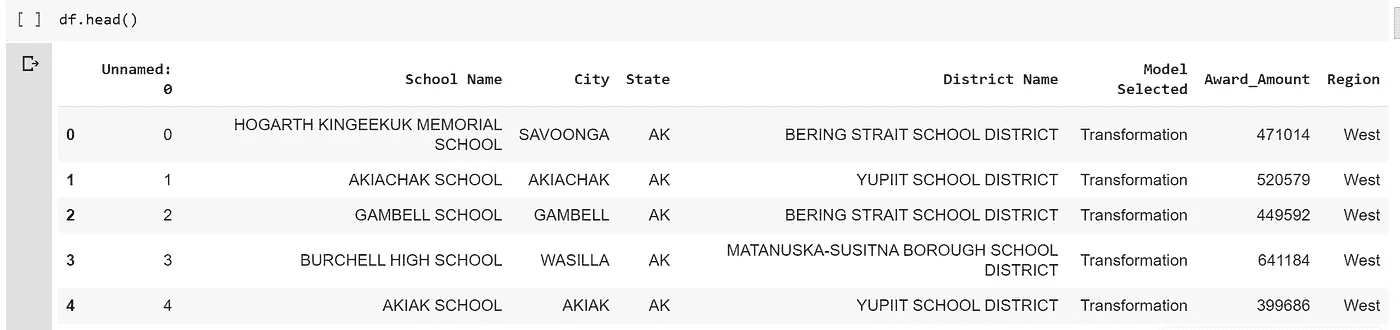 [ ] df.head()
Unnamed: 0 School Name City State District Name Model Selected Award_Amount Region
0 0 HOGARTH KINGEEKUK MEMORIAL SCHOOL SAVOONGA AK BERING STRAIT SCHOOL DISTRICT Transformation 471014 West
1 1 AKIACHAK SCHOOL AKIACHAK AK YUPIIT SCHOOL DISTRICT Transformation 520579 West
2 2 GAMBELL SCHOOL GAMBELL AK BERING STRAIT SCHOOL DISTRICT Transformation 449592 West
3 3 BURCHELL HIGH SCHOOL WASILLA AK MATANUSKA-SUSITNA BOROUGH SCHOOL DISTRICT Transformation 641184 West
4 4 AKIAK SCHOOL AKIAK AK YUPIIT SCHOOL DISTRICT Transformation 399686 West